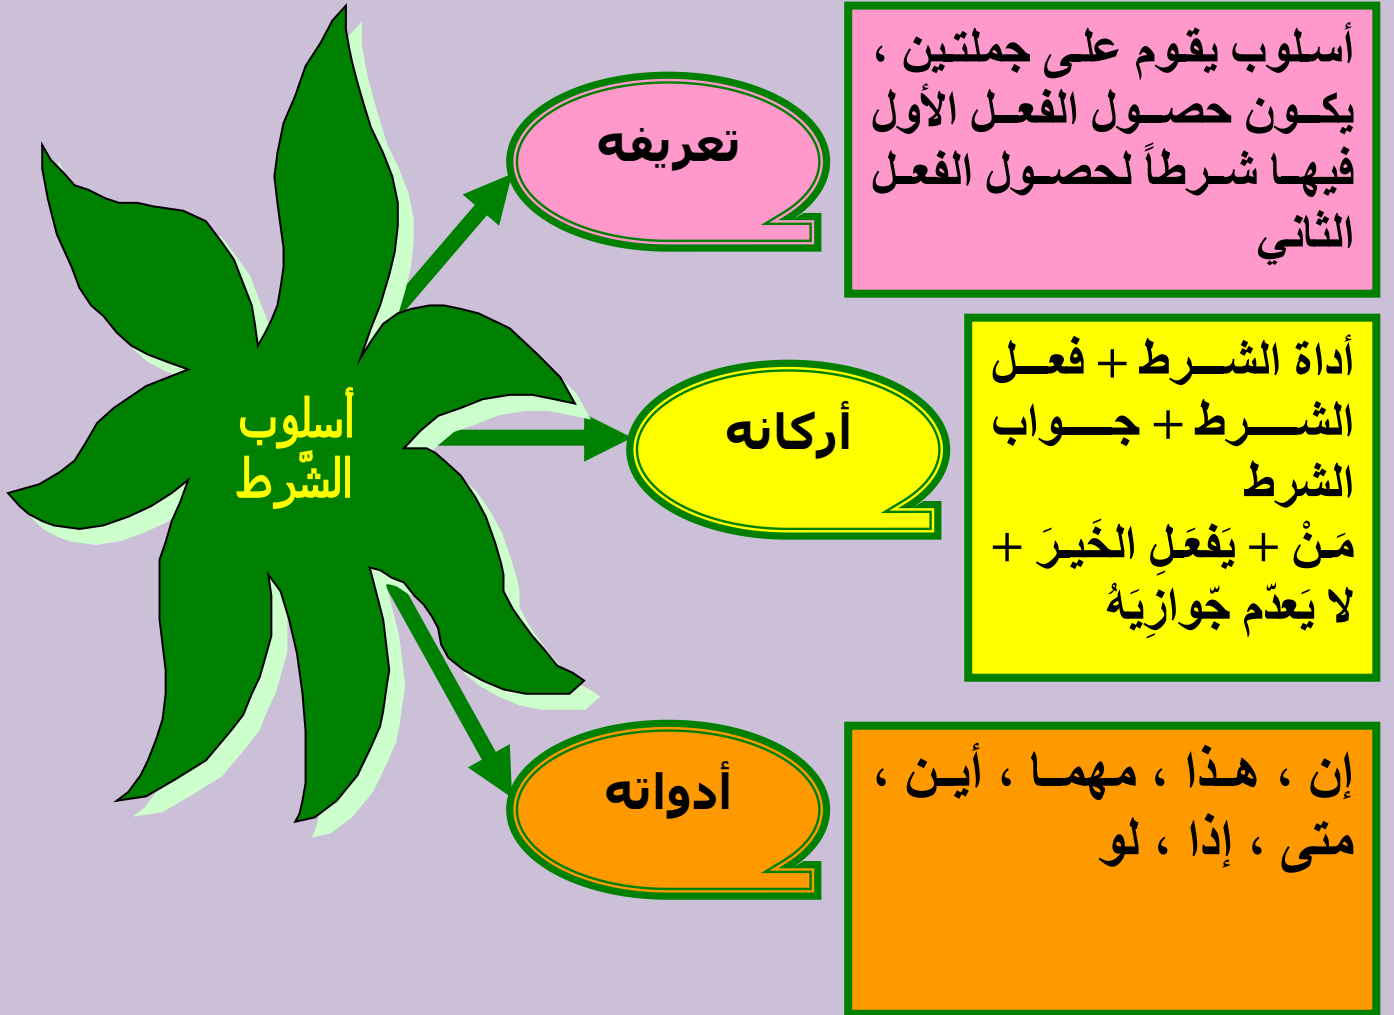 أسلوب يقوم على جملتين ،
يكون حصول الفعل الأول
فيها شرطاً لحصول الفعل
الثاني
تعريفه
أداة الشرط + فعل
الشرط + جواب
الشرط
مَنْ + يَفعَلِ الخَيرَ +
لا يَعدّم جّوازِيَهُ
أركانه
أسلوب
الشَّرط
إن ، هذا ، مهما ، أين ،
متى ، إذا ، لو
أدواته